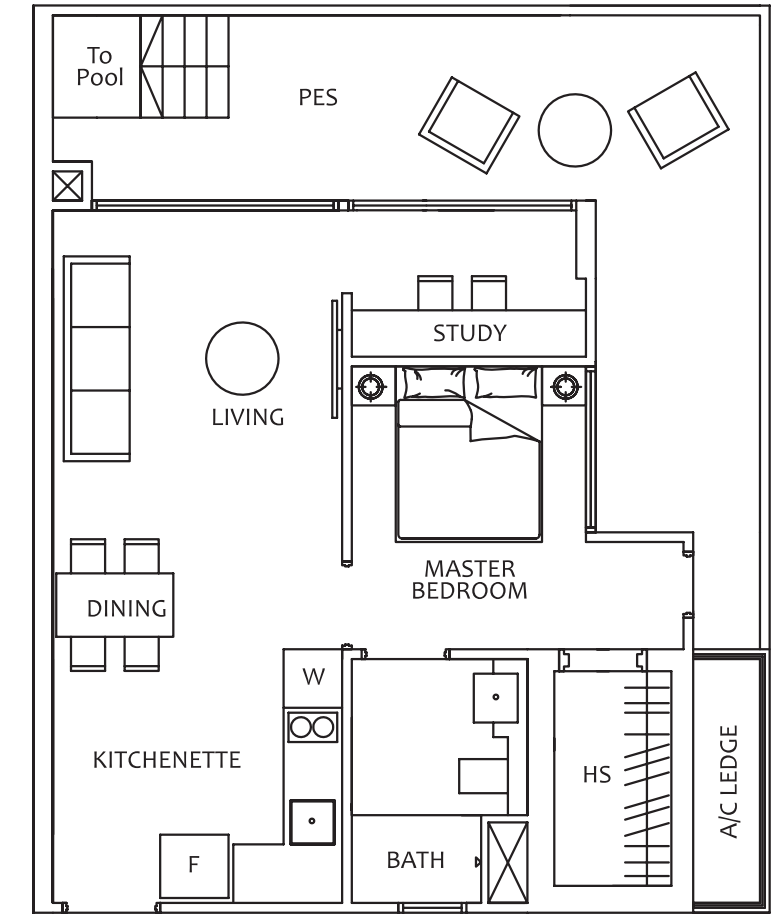 To
Pool
PES
STUDY
LIVING
MASTER
BEDROOM
DINING
W
KITCHENETTE
HS
A/C LEDGE
F
BATH